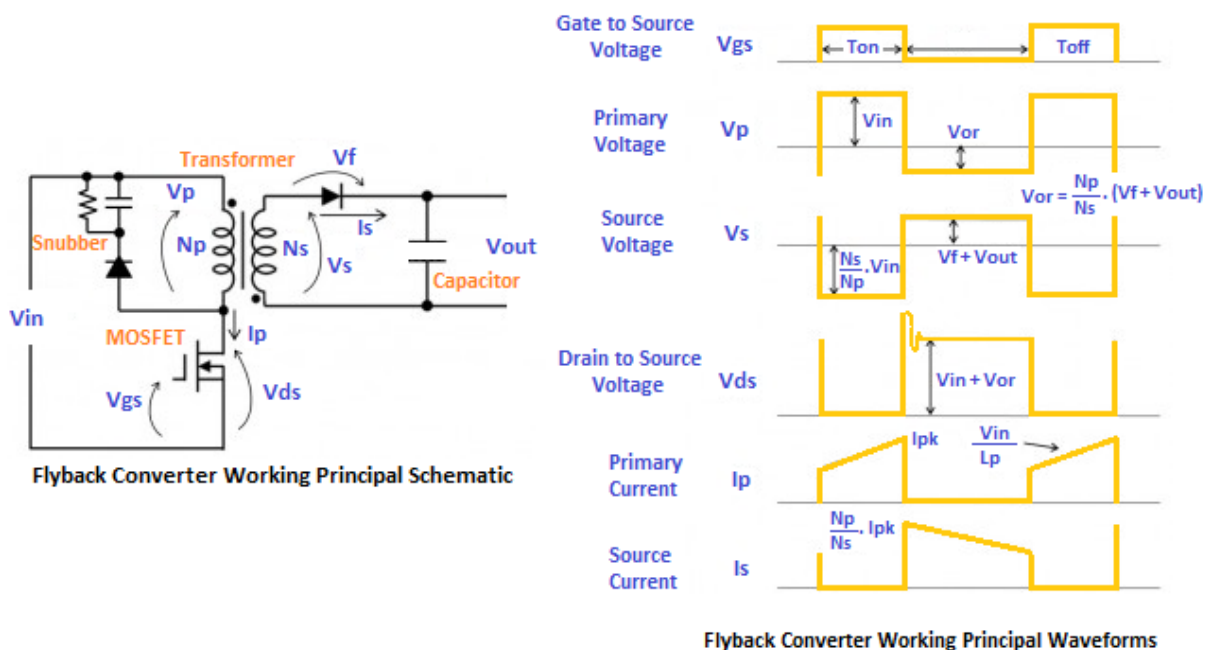 Transformer
Vf
Vp
Snubber
Np
Ns
Is
Vs
Vout
Capacitor
Vin
MOSFET
Ip
Vgs
Vds
Flyback Converter Working Principal Schematic
Gate to Source
Voltage
Vgs
Ton
Toff
Primary
Voltage
Vp
Vin
Vor
Vor = Np/Ns . (Vf + Vout)
Source
Voltage
Vs
Ns/Np .Vin
Vf + Vout
Drain to Source
Voltage
Vds
Vin + Vor
Primary
Current
Ip
Ipk
Vin/Lp
Source
Current
Is
Np/Ns . Ipk
Flyback Converter Working Principal Waveforms